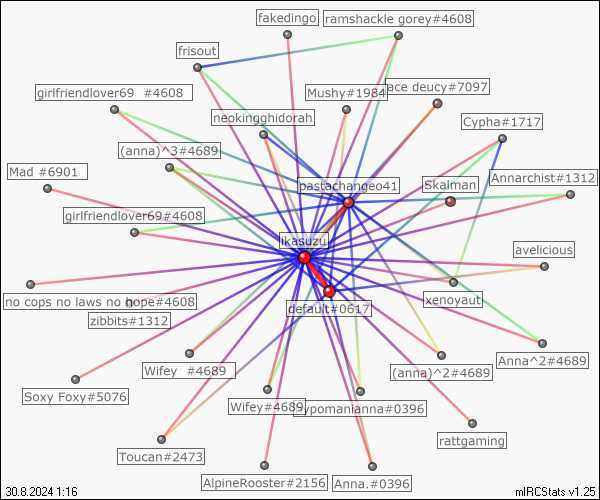 fakedingo
ramshackle gorey#4608
frisout
girlfriendlover69 #4608
Mushy#1984
ace deucy#7097
neokingghidorah
Cypha#1717
(anna)^3#4689
Mad #6901
pastachangeo41
Skalman
Annarchist#1312
girlfriendlover69#4608
ikasuzu
avelicious
no cops no laws no hope#4608
default#0617
xenoyaut
zibbits#1312
Wifey #4689
(anna)^2#4689
Anna^2#4689
Soxy Foxy#5076
Wifey#4689
hypomanianna#0396
rattgaming
Toucan#2473
AlpineRooster#2156
Anna.#0396
30.8.2024 1:16
mIRCStats v1.25